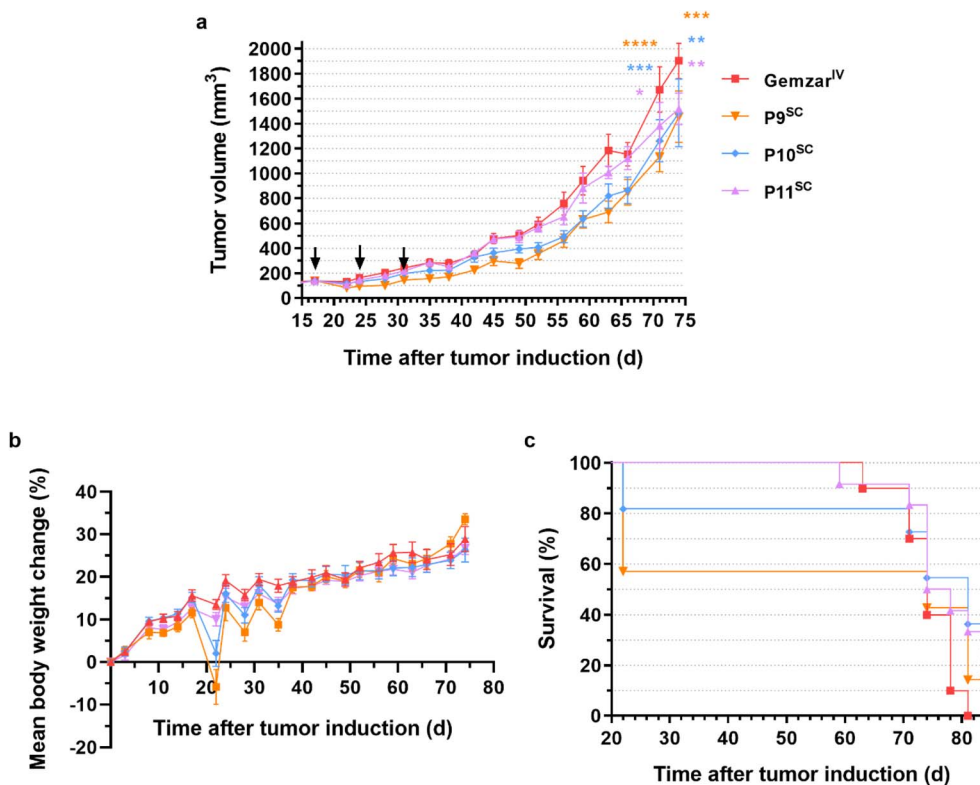 a
Tumor volume (mm³)
2000
1800
1600
1400
1200
1000
800
600
400
200
0
15 20 25 30 35 40 45 50 55 60 65 70 75
Time after tumor induction (d)
****
***
*
***
**
**
Gemzar^IV
P9^SC
P10^SC
P11^SC
b
Mean body weight change (%)
40
30
20
10
0
-10
-20
10 20 30 40 50 60 70 80
Time after tumor induction (d)
c
Survival (%)
100
80
60
40
20
0
20 30 40 50 60 70 80
Time after tumor induction (d)